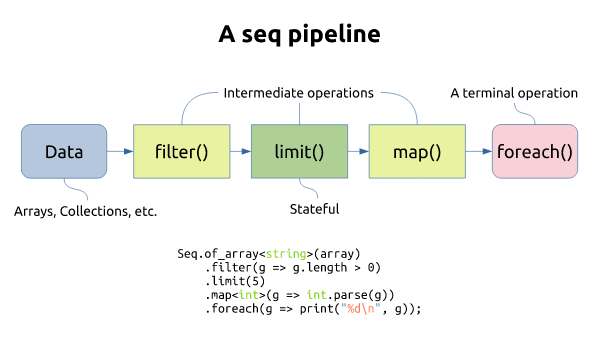 A seq pipeline
Intermediate operations
A terminal operation
Data
filter()
limit()
map()
foreach()
Arrays, Collections, etc.
Stateful
Seq.of_array<string>(array)
    .filter(g => g.length > 0)
    .limit(5)
    .map<int>(g => int.parse(g))
    .foreach(g => print("%d\n", g));